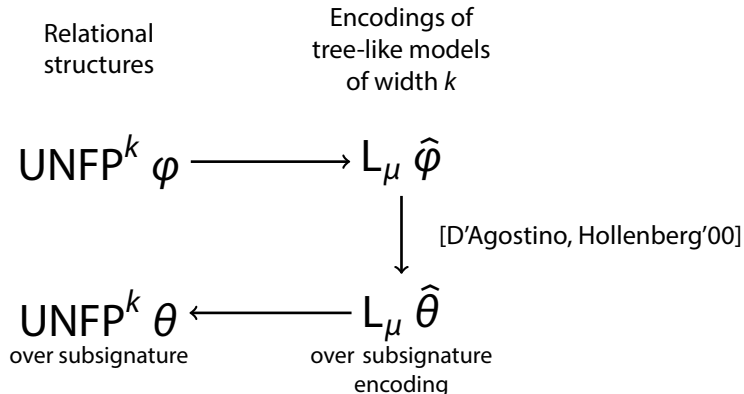 Relational
structures
Encodings of
tree-like models
of width k
UNFP^k φ
L_μ φ̂
[D'Agostino, Hollenberg'00]
UNFP^k θ
over subsignature
L_μ θ̂
over subsignature
encoding